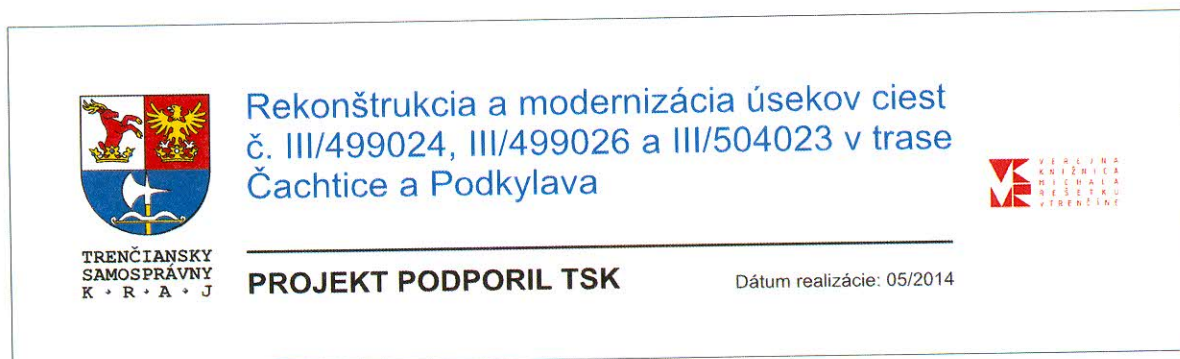 Rekonštrukcia a modernizácia úsekov ciest
č. III/499024, III/499026 a III/504023 v trase
Čachtice a Podkylava
TRENČIANSKY
SAMOSPRÁVNY
K • R • A • J
PROJEKT PODPORIL TSK
Dátum realizácie: 05/2014
VEREJNÁ
KNIŽNICA
MICHALA
REŠETKU
V TRENČÍNE